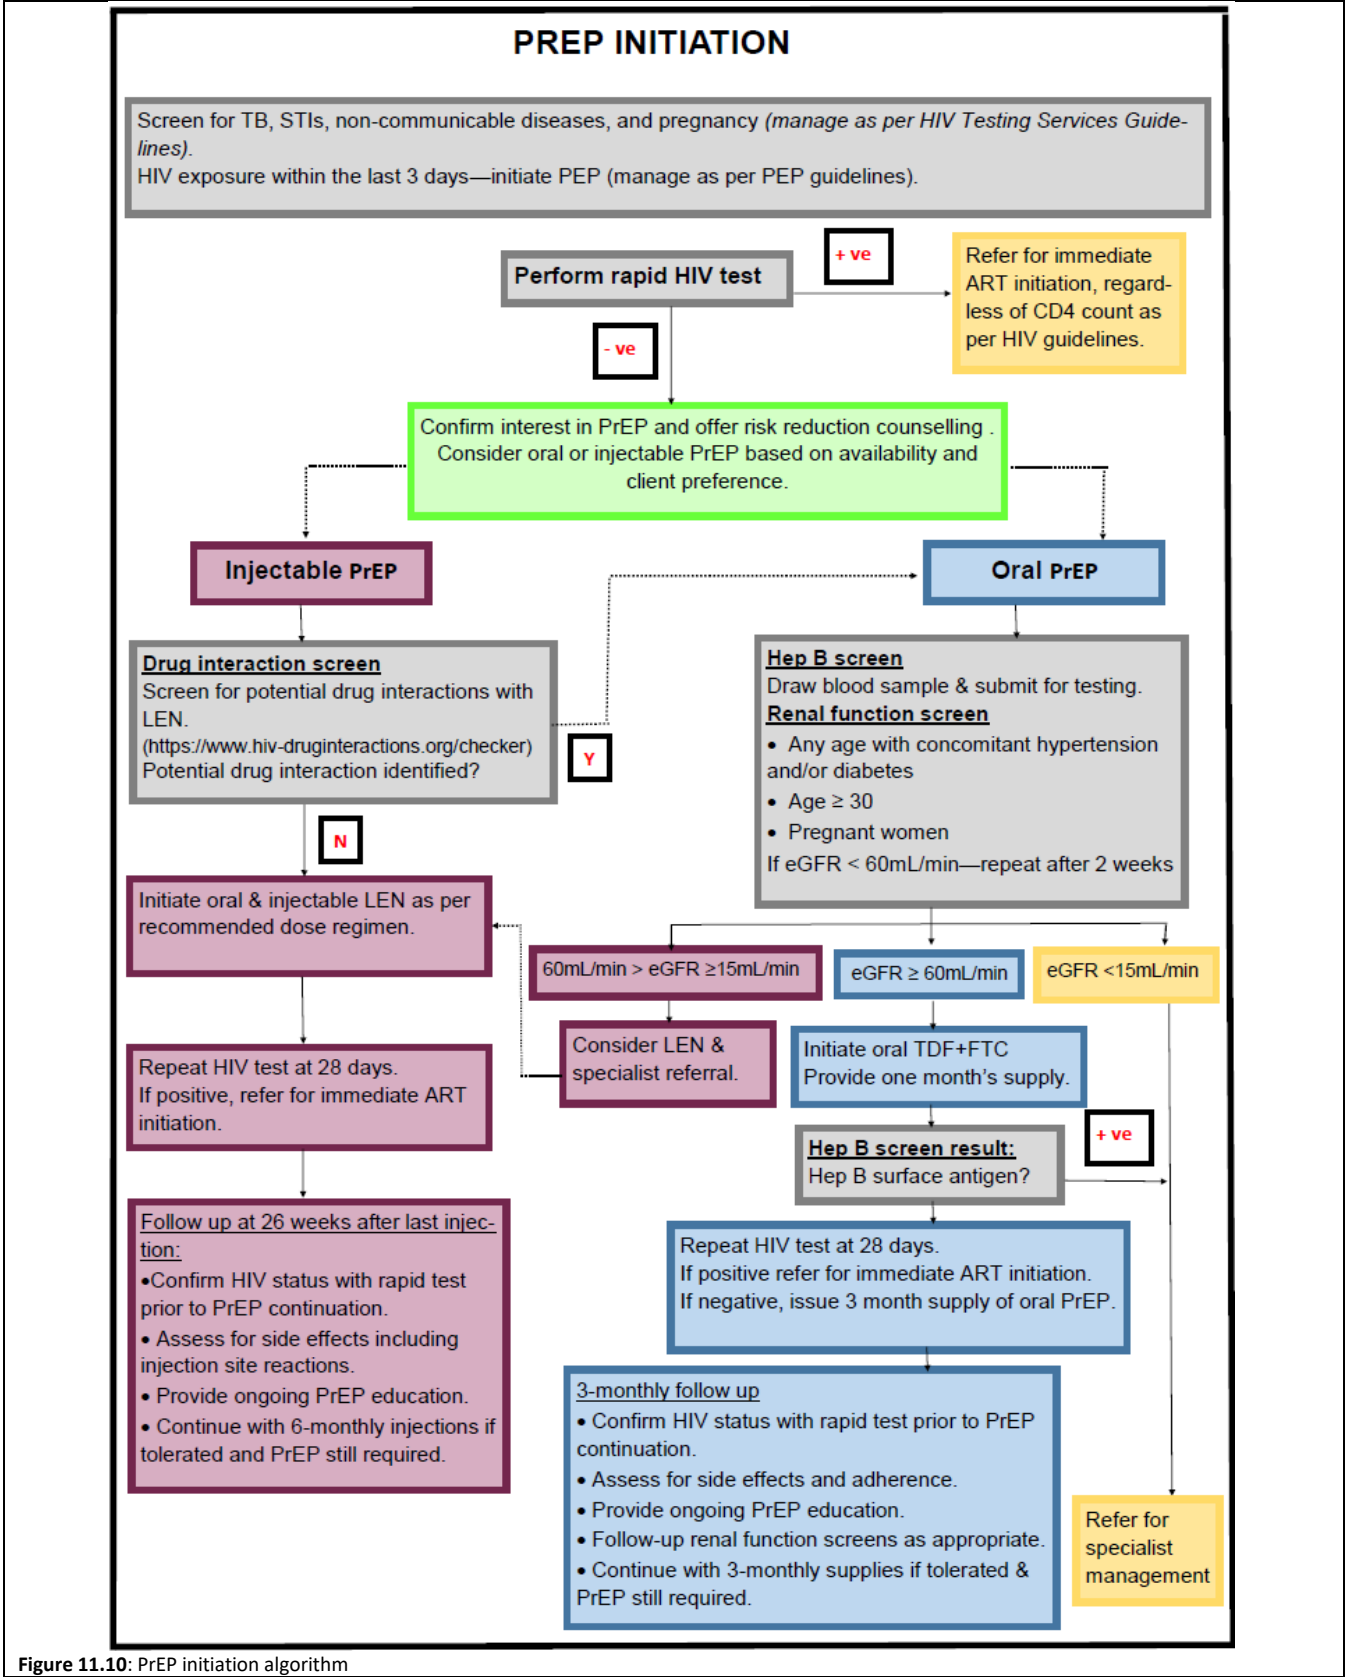 PREP INITIATION
Screen for TB, STIs, non-communicable diseases, and pregnancy (manage as per HIV Testing Services Guide-
lines).
HIV exposure within the last 3 days—initiate PEP (manage as per PEP guidelines).
Perform rapid HIV test
+ ve
Refer for immediate
ART initiation, regard-
less of CD4 count as
per HIV guidelines.
- ve
Confirm interest in PrEP and offer risk reduction counselling .
Consider oral or injectable PrEP based on availability and
client preference.
Injectable PrEP
Oral PrEP
Drug interaction screen
Screen for potential drug interactions with
LEN.
(https://www.hiv-druginteractions.org/checker)
Potential drug interaction identified?
Y
N
Hep B screen
Draw blood sample & submit for testing.
Renal function screen
• Any age with concomitant hypertension
and/or diabetes
• Age ≥ 30
• Pregnant women
If eGFR < 60mL/min—repeat after 2 weeks
Initiate oral & injectable LEN as per
recommended dose regimen.
60mL/min > eGFR ≥15mL/min
eGFR ≥ 60mL/min
eGFR <15mL/min
Consider LEN &
specialist referral.
Initiate oral TDF+FTC
Provide one month's supply.
Repeat HIV test at 28 days.
If positive, refer for immediate ART
initiation.
Hep B screen result:
Hep B surface antigen?
+ ve
Follow up at 26 weeks after last injec-
tion:
•Confirm HIV status with rapid test
prior to PrEP continuation.
• Assess for side effects including
injection site reactions.
• Provide ongoing PrEP education.
• Continue with 6-monthly injections if
tolerated and PrEP still required.
Repeat HIV test at 28 days.
If positive refer for immediate ART initiation.
If negative, issue 3 month supply of oral PrEP.
3-monthly follow up
• Confirm HIV status with rapid test prior to PrEP
continuation.
• Assess for side effects and adherence.
• Provide ongoing PrEP education.
• Follow-up renal function screens as appropriate.
• Continue with 3-monthly supplies if tolerated &
PrEP still required.
Refer for
specialist
management
Figure 11.10: PrEP initiation algorithm